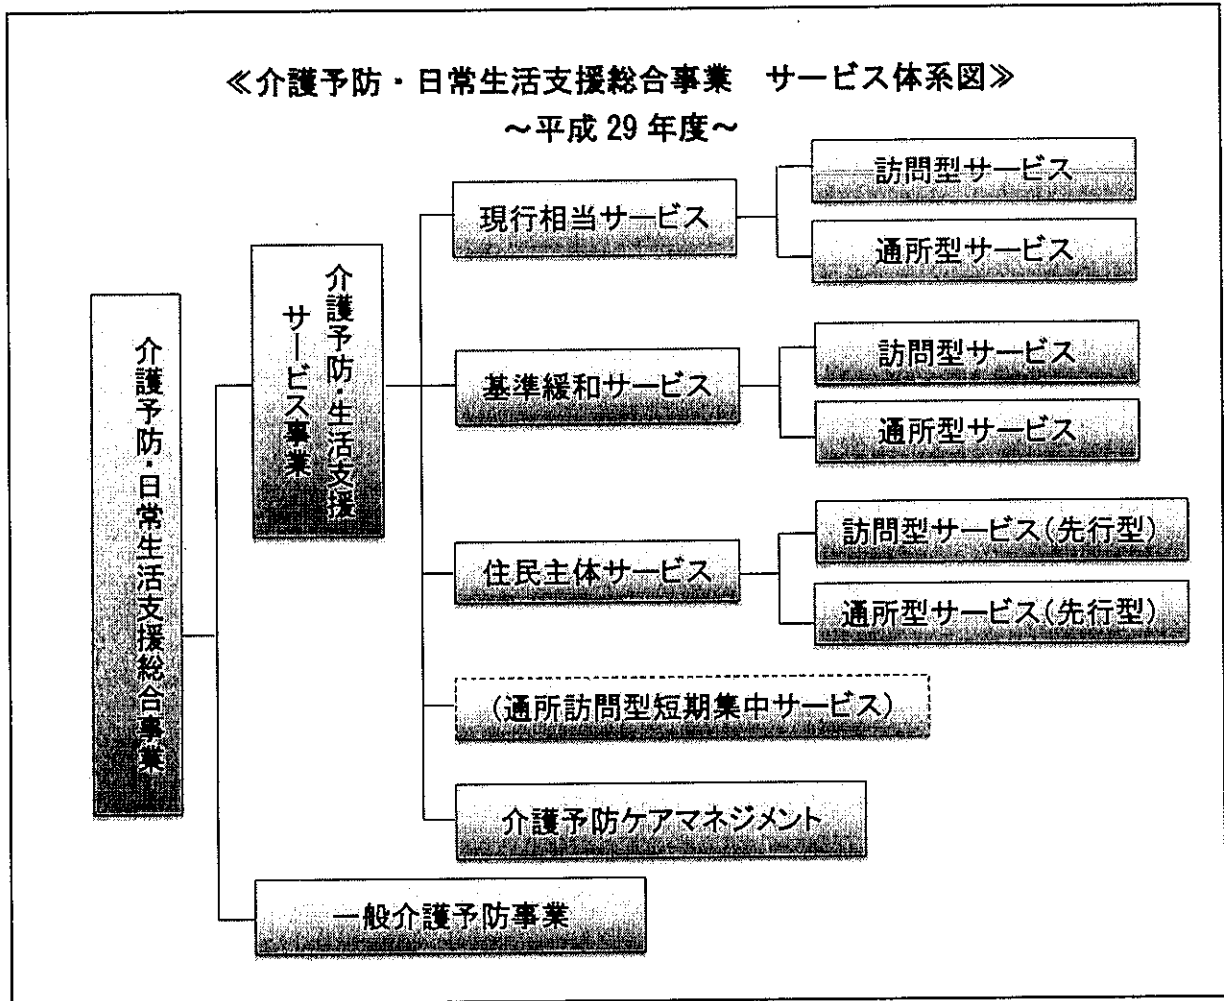 ≪介護予防・日常生活支援総合事業　サービス体系図≫
～平成 29 年度～
介護予防・日常生活支援総合事業
介護予防・生活支援
サービス事業
現行相当サービス
訪問型サービス
通所型サービス
基準緩和サービス
訪問型サービス
通所型サービス
住民主体サービス
訪問型サービス(先行型)
通所型サービス(先行型)
(通所訪問型短期集中サービス)
介護予防ケアマネジメント
一般介護予防事業